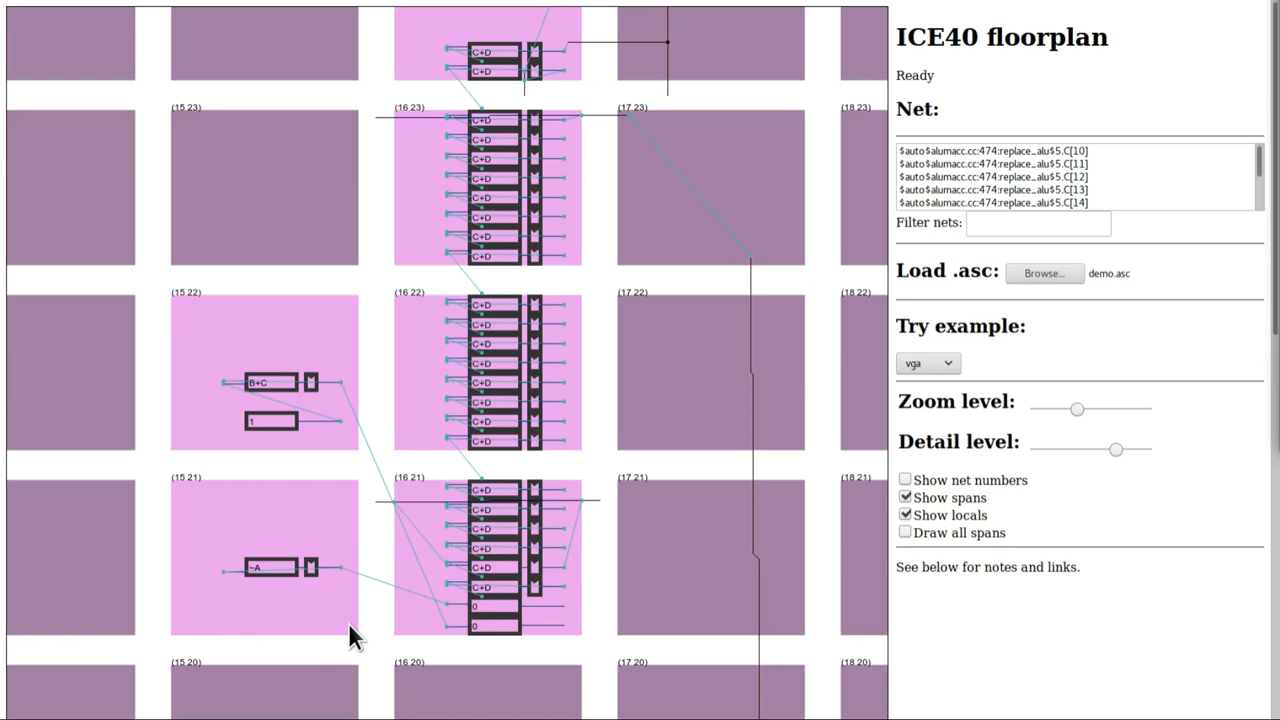 C+D
C+D
(15 23)
(16 23)
(17 23)
(18 23)
C+D
C+D
C+D
C+D
C+D
C+D
C+D
C+D
(15 22)
(16 22)
(17 22)
(18 22)
B+C
1
C+D
C+D
C+D
C+D
C+D
C+D
C+D
C+D
(15 21)
(16 21)
(17 21)
(18 21)
~A
C+D
C+D
C+D
C+D
C+D
C+D
0
0
(15 20)
(16 20)
(17 20)
(18 20)
ICE40 floorplan
Ready
Net:
$auto$alumacc.cc:474:replace_alu$5.C[10]
$auto$alumacc.cc:474:replace_alu$5.C[11]
$auto$alumacc.cc:474:replace_alu$5.C[12]
$auto$alumacc.cc:474:replace_alu$5.C[13]
$auto$alumacc.cc:474:replace_alu$5.C[14]
Filter nets:
Load .asc: Browse... demo.asc
Try example:
vga
Zoom level:
Detail level:
Show net numbers
Show spans
Show locals
Draw all spans
See below for notes and links.